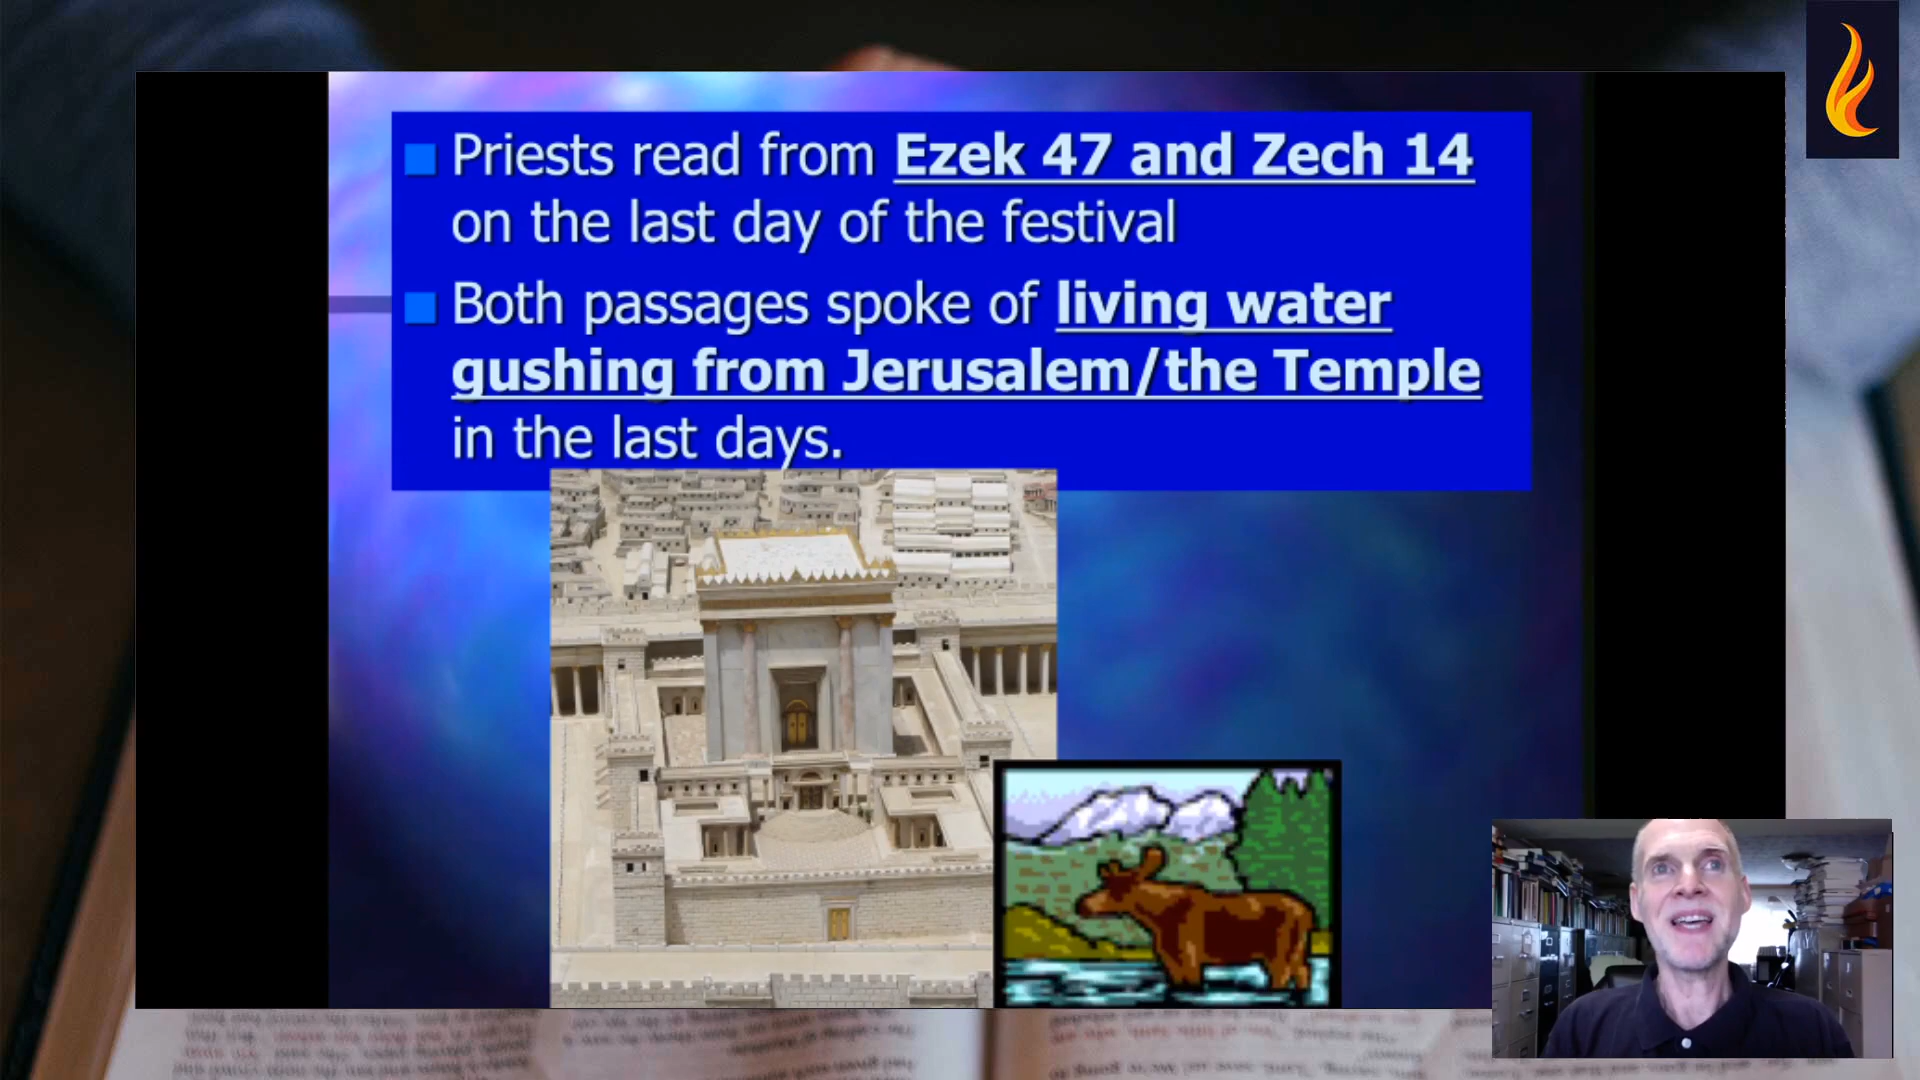 Priests read from Ezek 47 and Zech 14
on the last day of the festival
Both passages spoke of living water
gushing from Jerusalem/the Temple
in the last days.